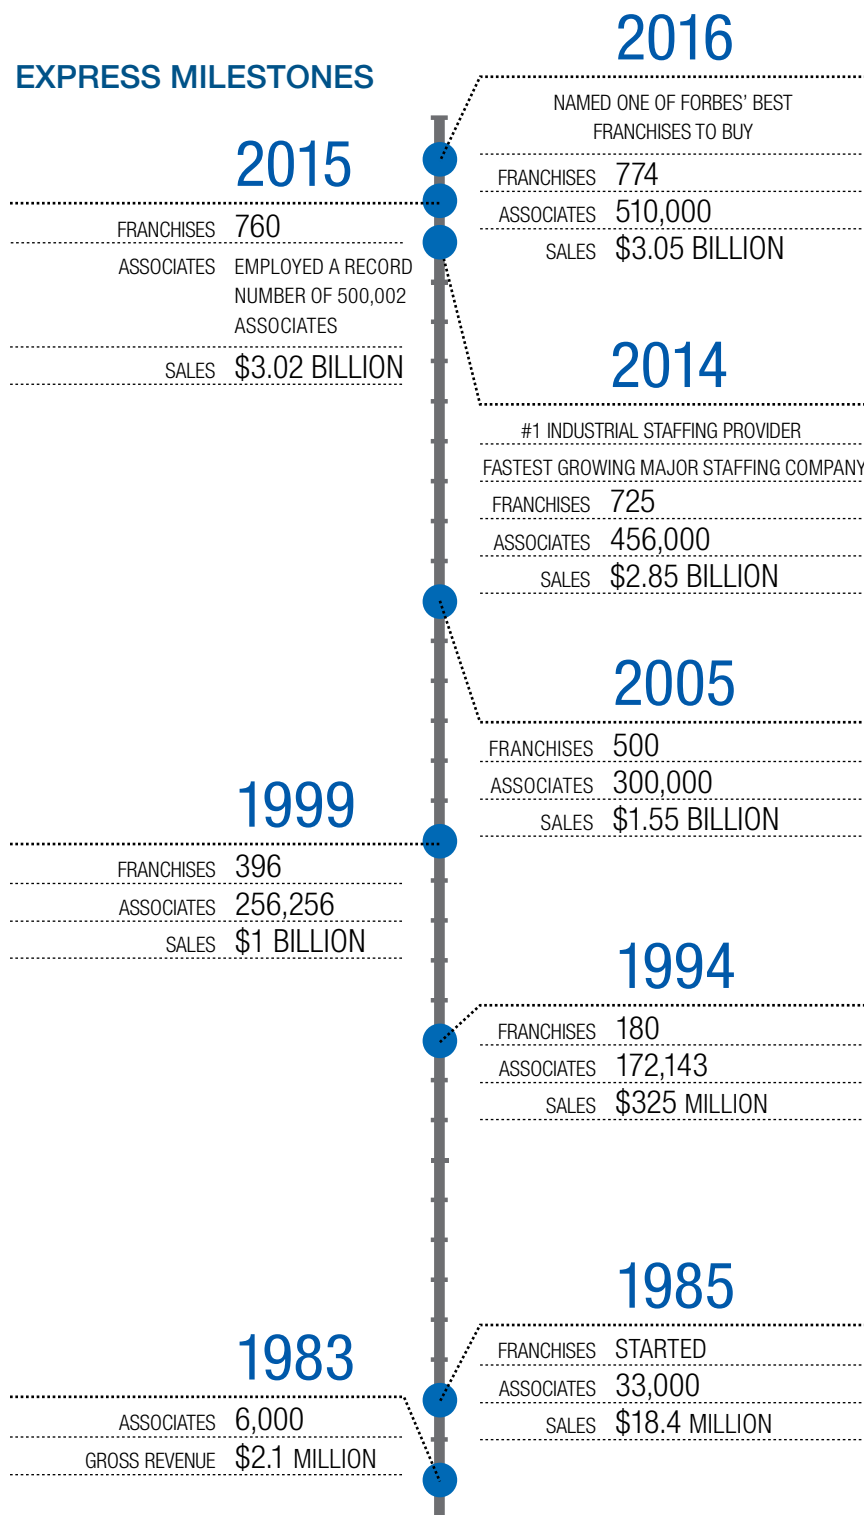 EXPRESS MILESTONES
2016
NAMED ONE OF FORBES' BEST
FRANCHISES TO BUY
FRANCHISES 774
ASSOCIATES 510,000
SALES $3.05 BILLION
2015
FRANCHISES 760
ASSOCIATES EMPLOYED A RECORD
NUMBER OF 500,002
ASSOCIATES
SALES $3.02 BILLION
2014
#1 INDUSTRIAL STAFFING PROVIDER
FASTEST GROWING MAJOR STAFFING COMPANY
FRANCHISES 725
ASSOCIATES 456,000
SALES $2.85 BILLION
2005
FRANCHISES 500
ASSOCIATES 300,000
SALES $1.55 BILLION
1999
FRANCHISES 396
ASSOCIATES 256,256
SALES $1 BILLION
1994
FRANCHISES 180
ASSOCIATES 172,143
SALES $325 MILLION
1985
FRANCHISES STARTED
ASSOCIATES 33,000
SALES $18.4 MILLION
1983
ASSOCIATES 6,000
GROSS REVENUE $2.1 MILLION